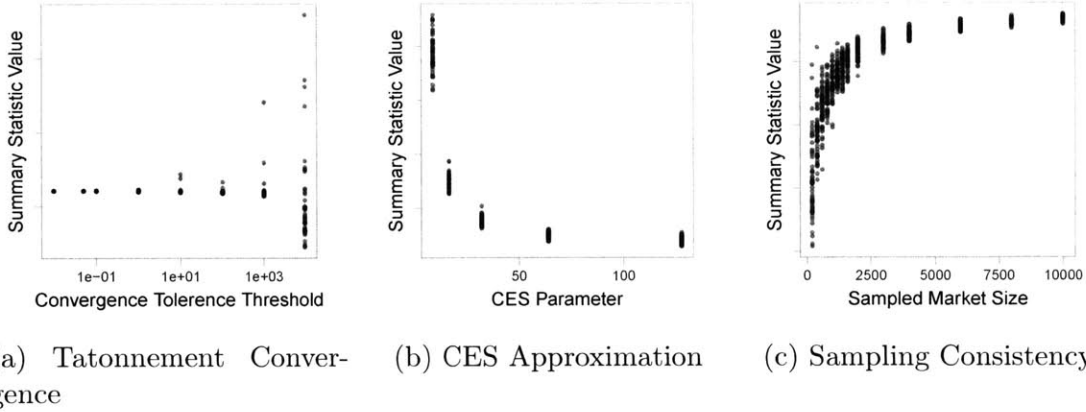 Summary Statistic Value
1e−01 1e+01 1e+03
Convergence Tolerence Threshold
Summary Statistic Value
50 100
CES Parameter
Summary Statistic Value
0 2500 5000 7500 10000
Sampled Market Size
a) Tatonnement Conver-
gence
(b) CES Approximation
(c) Sampling Consistency